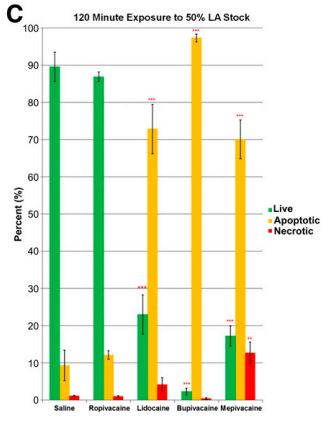 C
120 Minute Exposure to 50% LA Stock
100
90
80
70
60
50
40
30
20
10
0
Percent (%)
***
***
***
***
***
***
**
Live
Apoptotic
Necrotic
Saline Ropivacaine Lidocaine Bupivacaine Mepivacaine